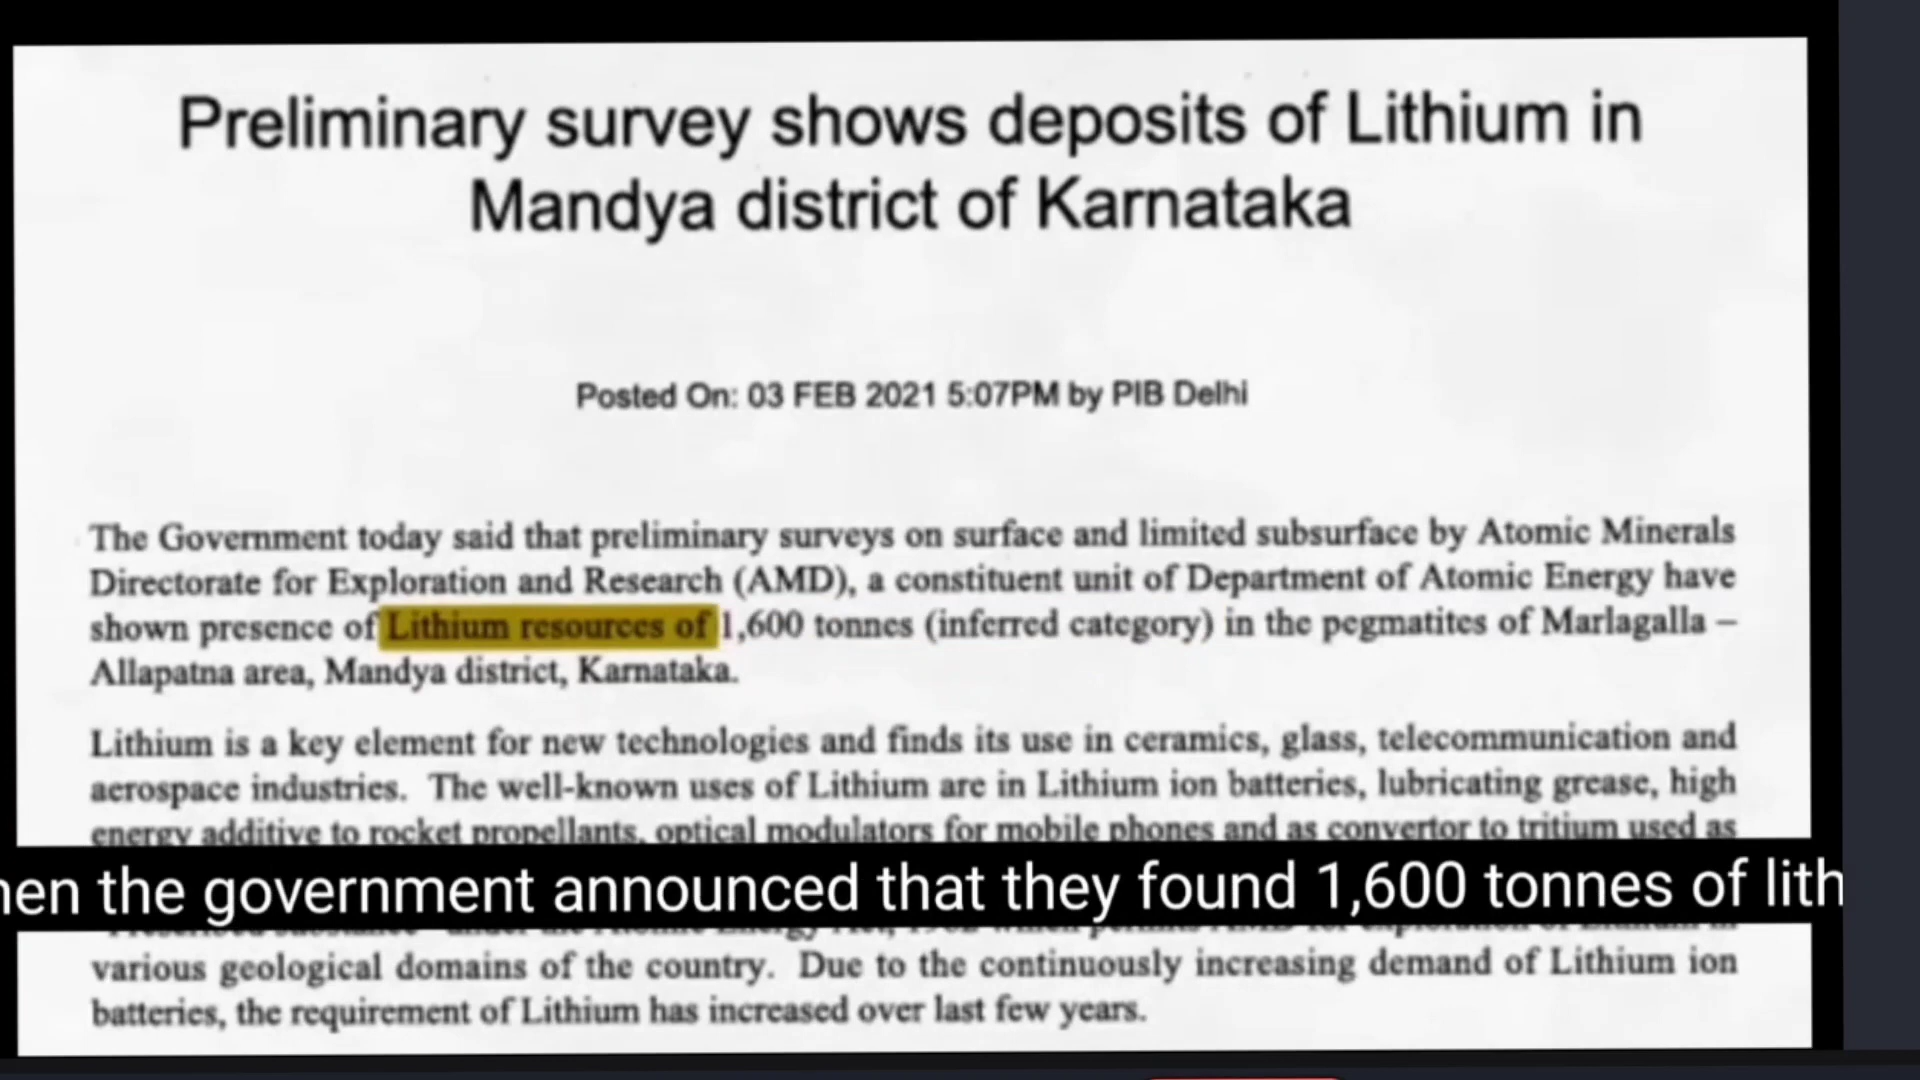 Preliminary survey shows deposits of Lithium in
Mandya district of Karnataka
Posted On: 03 FEB 2021 5:07PM by PIB Delhi
The Government today said that preliminary surveys on surface and limited subsurface by Atomic Minerals
Directorate for Exploration and Research (AMD), a constituent unit of Department of Atomic Energy have
shown presence of Lithium resources of 1,600 tonnes (inferred category) in the pegmatites of Marlagalla –
Allapatna area, Mandya district, Karnataka.
Lithium is a key element for new technologies and finds its use in ceramics, glass, telecommunication and
aerospace industries. The well-known uses of Lithium are in Lithium ion batteries, lubricating grease, high
energy additive to rocket propellants, optical modulators for mobile phones and as convertor to tritium used as
hen the government announced that they found 1,600 tonnes of lith
various geological domains of the country. Due to the continuously increasing demand of Lithium ion
batteries, the requirement of Lithium has increased over last few years.